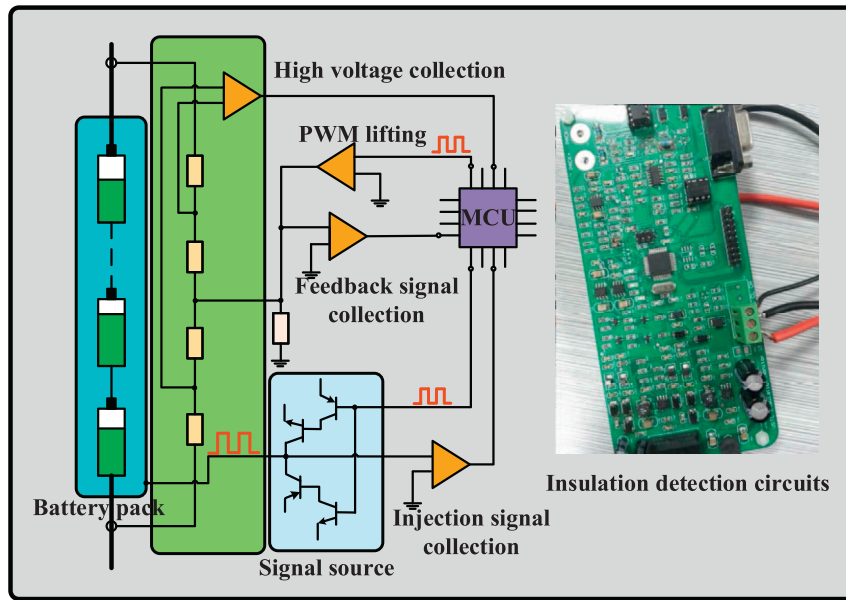 High voltage collection
PWM lifting
MCU
Feedback signal
collection
Battery pack
Injection signal
collection
Signal source
Insulation detection circuits